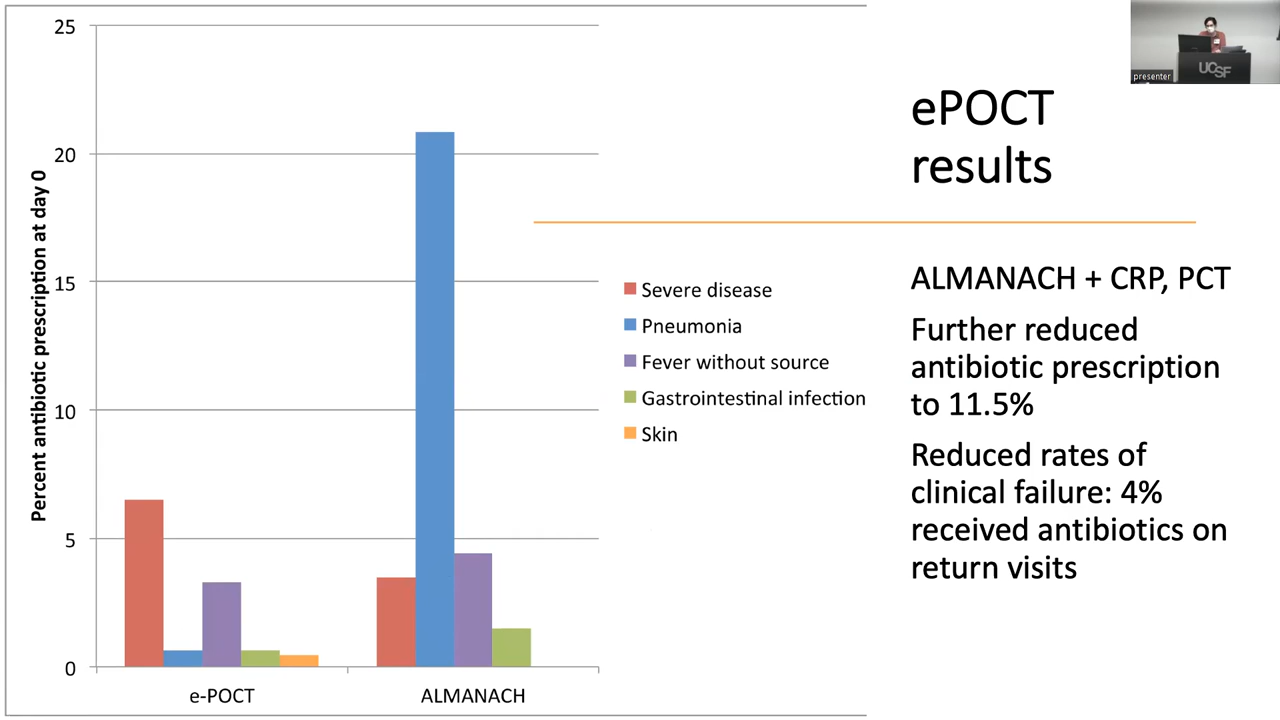 25
20
15
10
5
0
Percent antibiotic prescription at day 0
e-POCT
ALMANACH
Severe disease
Pneumonia
Fever without source
Gastrointestinal infection
Skin
presenter
UCSF
ePOCT
results
ALMANACH + CRP, PCT
Further reduced
antibiotic prescription
to 11.5%
Reduced rates of
clinical failure: 4%
received antibiotics on
return visits